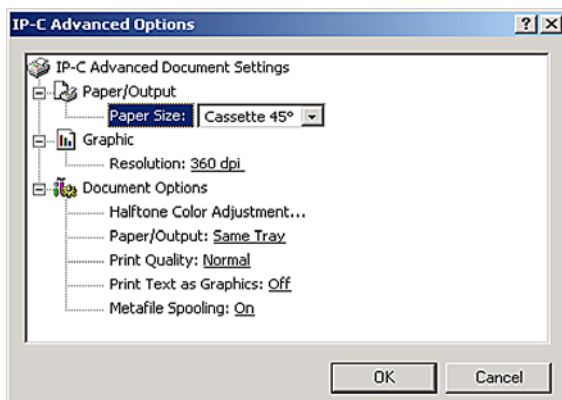 IP-C Advanced Options
IP-C Advanced Document Settings
Paper/Output
Paper Size: Cassette 45°
Graphic
Resolution: 360 dpi
Document Options
Halftone Color Adjustment...
Paper/Output: Same Tray
Print Quality: Normal
Print Text as Graphics: Off
Metafile Spooling: On
OK Cancel